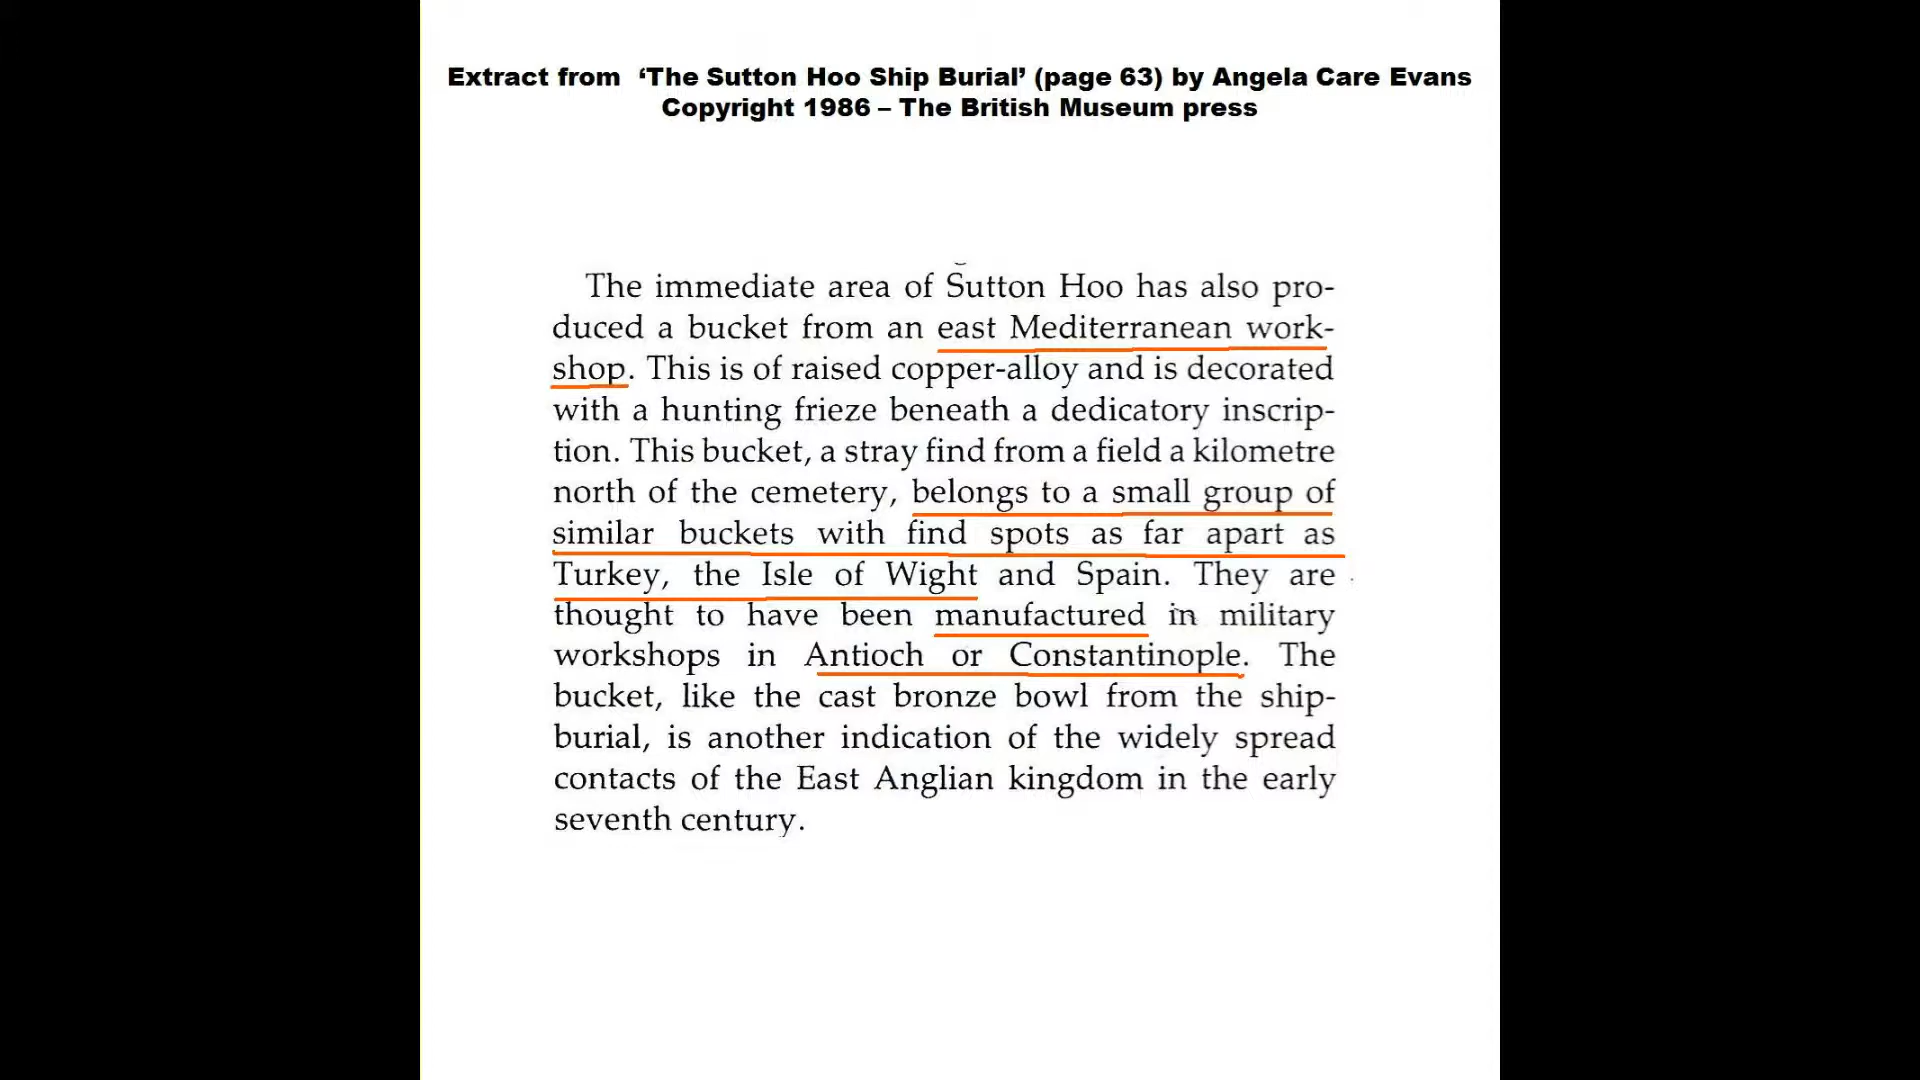 Extract from ‘The Sutton Hoo Ship Burial’ (page 63) by Angela Care Evans
Copyright 1986 – The British Museum press
The immediate area of Sutton Hoo has also pro-
duced a bucket from an east Mediterranean work-
shop. This is of raised copper-alloy and is decorated
with a hunting frieze beneath a dedicatory inscrip-
tion. This bucket, a stray find from a field a kilometre
north of the cemetery, belongs to a small group of
similar buckets with find spots as far apart as
Turkey, the Isle of Wight and Spain. They are
thought to have been manufactured in military
workshops in Antioch or Constantinople. The
bucket, like the cast bronze bowl from the ship-
burial, is another indication of the widely spread
contacts of the East Anglian kingdom in the early
seventh century.